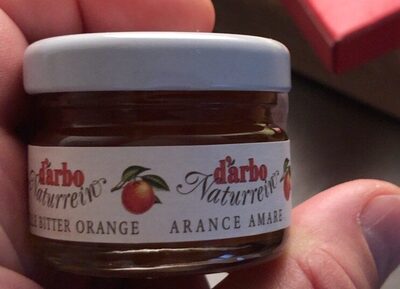 d'arbo d'arbo
Naturrein Naturrein
BITTER ORANGE ARANCE AMARE